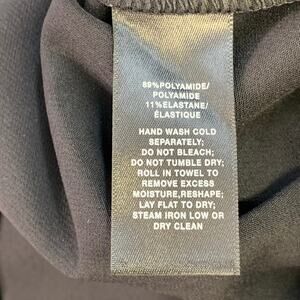 89%POLYAMIDE/
POLYAMIDE
11%ELASTANE/
ÉLASTIQUE
HAND WASH COLD
SEPARATELY;
DO NOT BLEACH;
DO NOT TUMBLE DRY;
ROLL IN TOWEL TO
REMOVE EXCESS
MOISTURE,RESHAPE;
LAY FLAT TO DRY;
STEAM IRON LOW OR
DRY CLEAN